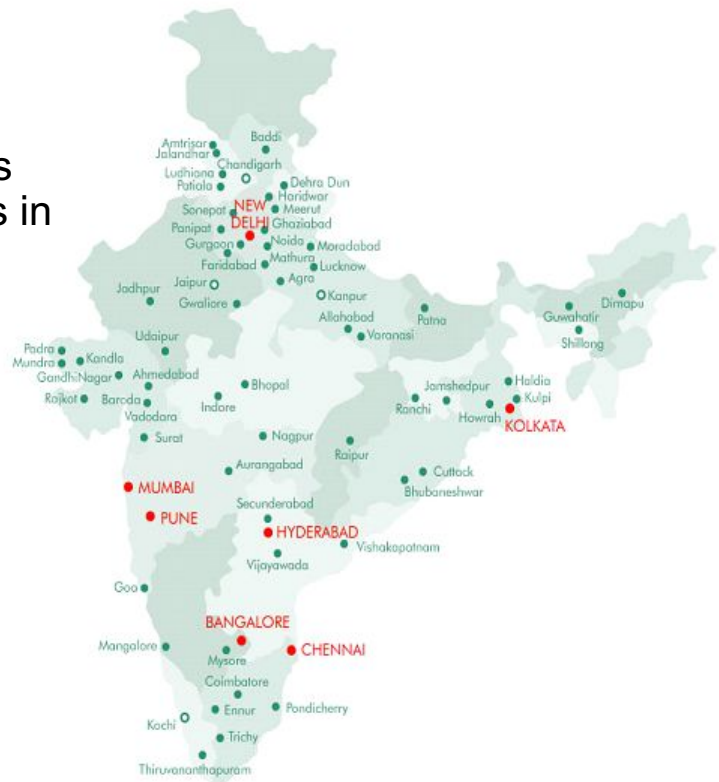 s
s in
Baddi
Amtrisar
Jalandhar
Chandigarh
Ludhiana
Patiala
Dehra Dun
Haridwar
Sonepat
NEW
DELHI
Meerut
Panipat
Ghaziabad
Gurgaon
Noida
Moradabad
Faridabad
Mathura
Lucknow
Jaipur
Agra
Jadhpur
Gwaliore
Kanpur
Allahabad
Varanasi
Patna
Guwahatir
Dimapu
Shillong
Udaipur
Padra
Mundra
Kandla
GandhiNagar
Ahmedabad
Rajkot
Baroda
Vadodara
Bhopal
Indore
Jamshedpur
Ranchi
Haldia
Kulpi
Howrah
KOLKATA
Surat
Nagpur
Raipur
Aurangabad
Cuttack
Bhubaneshwar
MUMBAI
PUNE
Secunderabad
HYDERABAD
Vishakapatnam
Vijayawada
Goa
BANGALORE
CHENNAI
Mangalore
Mysore
Coimbatore
Pondicherry
Ennur
Kochi
Trichy
Thiruvananthapuram